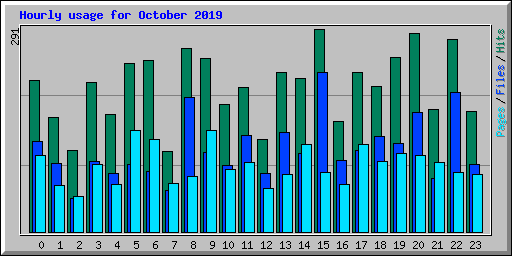 Hourly usage for October 2019
291
Pages/Files/Hits
0 1 2 3 4 5 6 7 8 9 10 11 12 13 14 15 16 17 18 19 20 21 22 23